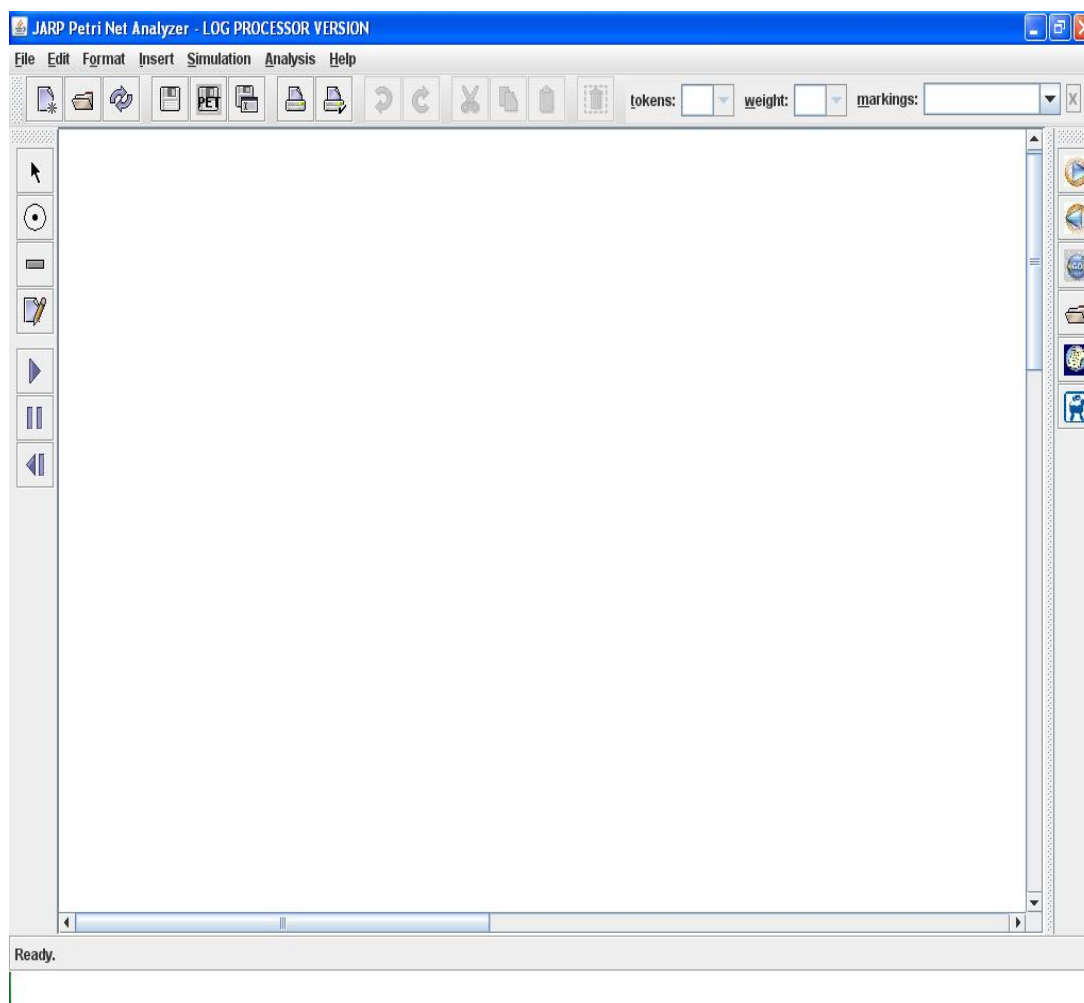 JARP Petri Net Analyzer - LOG PROCESSOR VERSION
File Edit Format Insert Simulation Analysis Help
PET tokens: weight: markings: X
Ready.